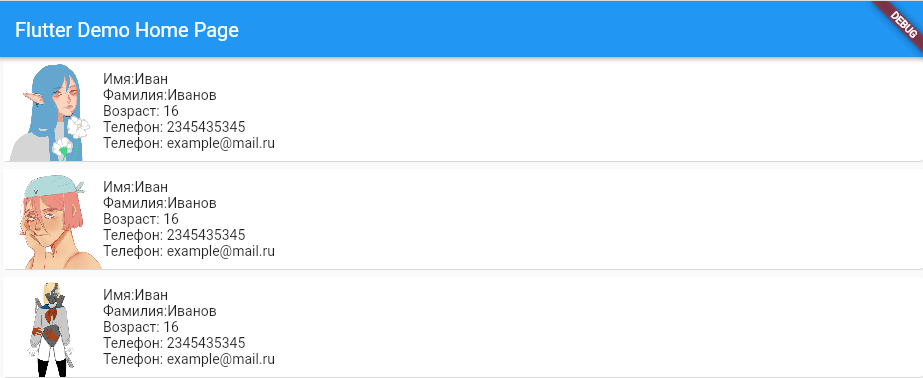 Flutter Demo Home Page
DEBUG
Имя:Иван
Фамилия:Иванов
Возраст: 16
Телефон: 2345435345
Телефон: example@mail.ru
Имя:Иван
Фамилия:Иванов
Возраст: 16
Телефон: 2345435345
Телефон: example@mail.ru
Имя:Иван
Фамилия:Иванов
Возраст: 16
Телефон: 2345435345
Телефон: example@mail.ru